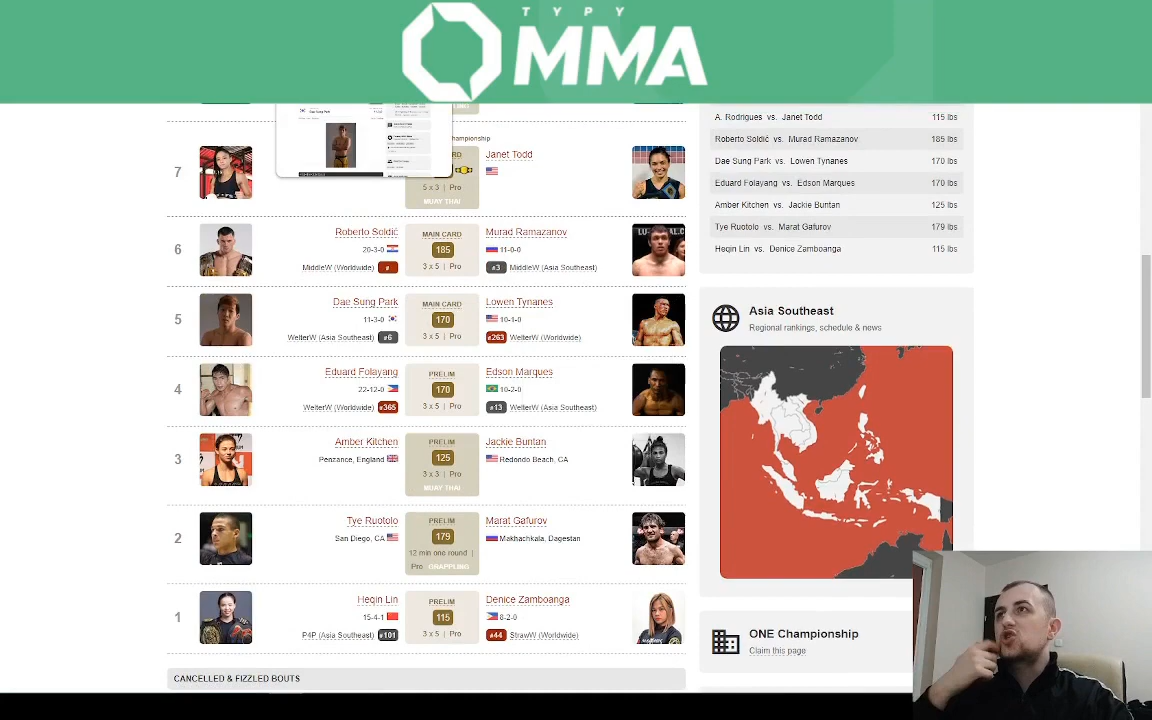 TYPY
MMA
A. Rodrigues vs. Janet Todd 115 lbs
Roberto Soldić vs. Murad Ramazanov 185 lbs
Dae Sung Park vs. Lowen Tynanes 170 lbs
Eduard Folayang vs. Edson Marques 170 lbs
Amber Kitchen vs. Jackie Buntan 125 lbs
Tye Ruotolo vs. Marat Gafurov 179 lbs
Heqin Lin vs. Denice Zamboanga 115 lbs
Dae Sung Park
7
Janet Todd
5 x 3 | Pro
MUAY THAI
6
Roberto Soldić
MAIN CARD
Murad Ramazanov
20-3-0
185
11-0-0
MiddleW (Worldwide) #
3 x 5 | Pro
#3 MiddleW (Asia Southeast)
5
Dae Sung Park
MAIN CARD
Lowen Tynanes
11-3-0
170
10-1-0
WelterW (Asia Southeast) #6
3 x 5 | Pro
#263 WelterW (Worldwide)
4
Eduard Folayang
PRELIM
Edson Marques
22-12-0
170
10-2-0
WelterW (Worldwide) #365
3 x 5 | Pro
#13 WelterW (Asia Southeast)
3
Amber Kitchen
PRELIM
Jackie Buntan
Penzance, England
125
Redondo Beach, CA
3 x 3 | Pro
MUAY THAI
2
Tye Ruotolo
PRELIM
Marat Gafurov
San Diego, CA
179
Makhachkala, Dagestan
12 min one round |
Pro GRAPPLING
1
Heqin Lin
PRELIM
Denice Zamboanga
15-4-1
115
8-2-0
P4P (Asia Southeast) #101
3 x 5 | Pro
#44 StrawW (Worldwide)
CANCELLED & FIZZLED BOUTS
Asia Southeast
Regional rankings, schedule & news
ONE Championship
Claim this page